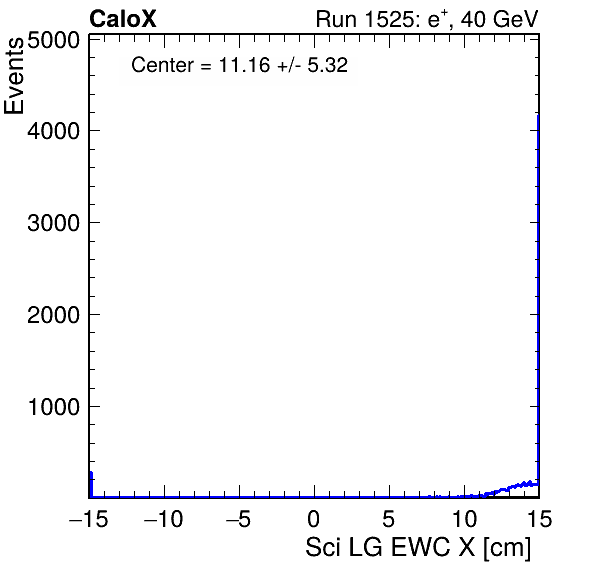 CaloX Run 1525: e⁺, 40 GeV
Center = 11.16 +/- 5.32
Events
5000
4000
3000
2000
1000
−15 −10 −5 0 5 10 15
Sci LG EWC X [cm]